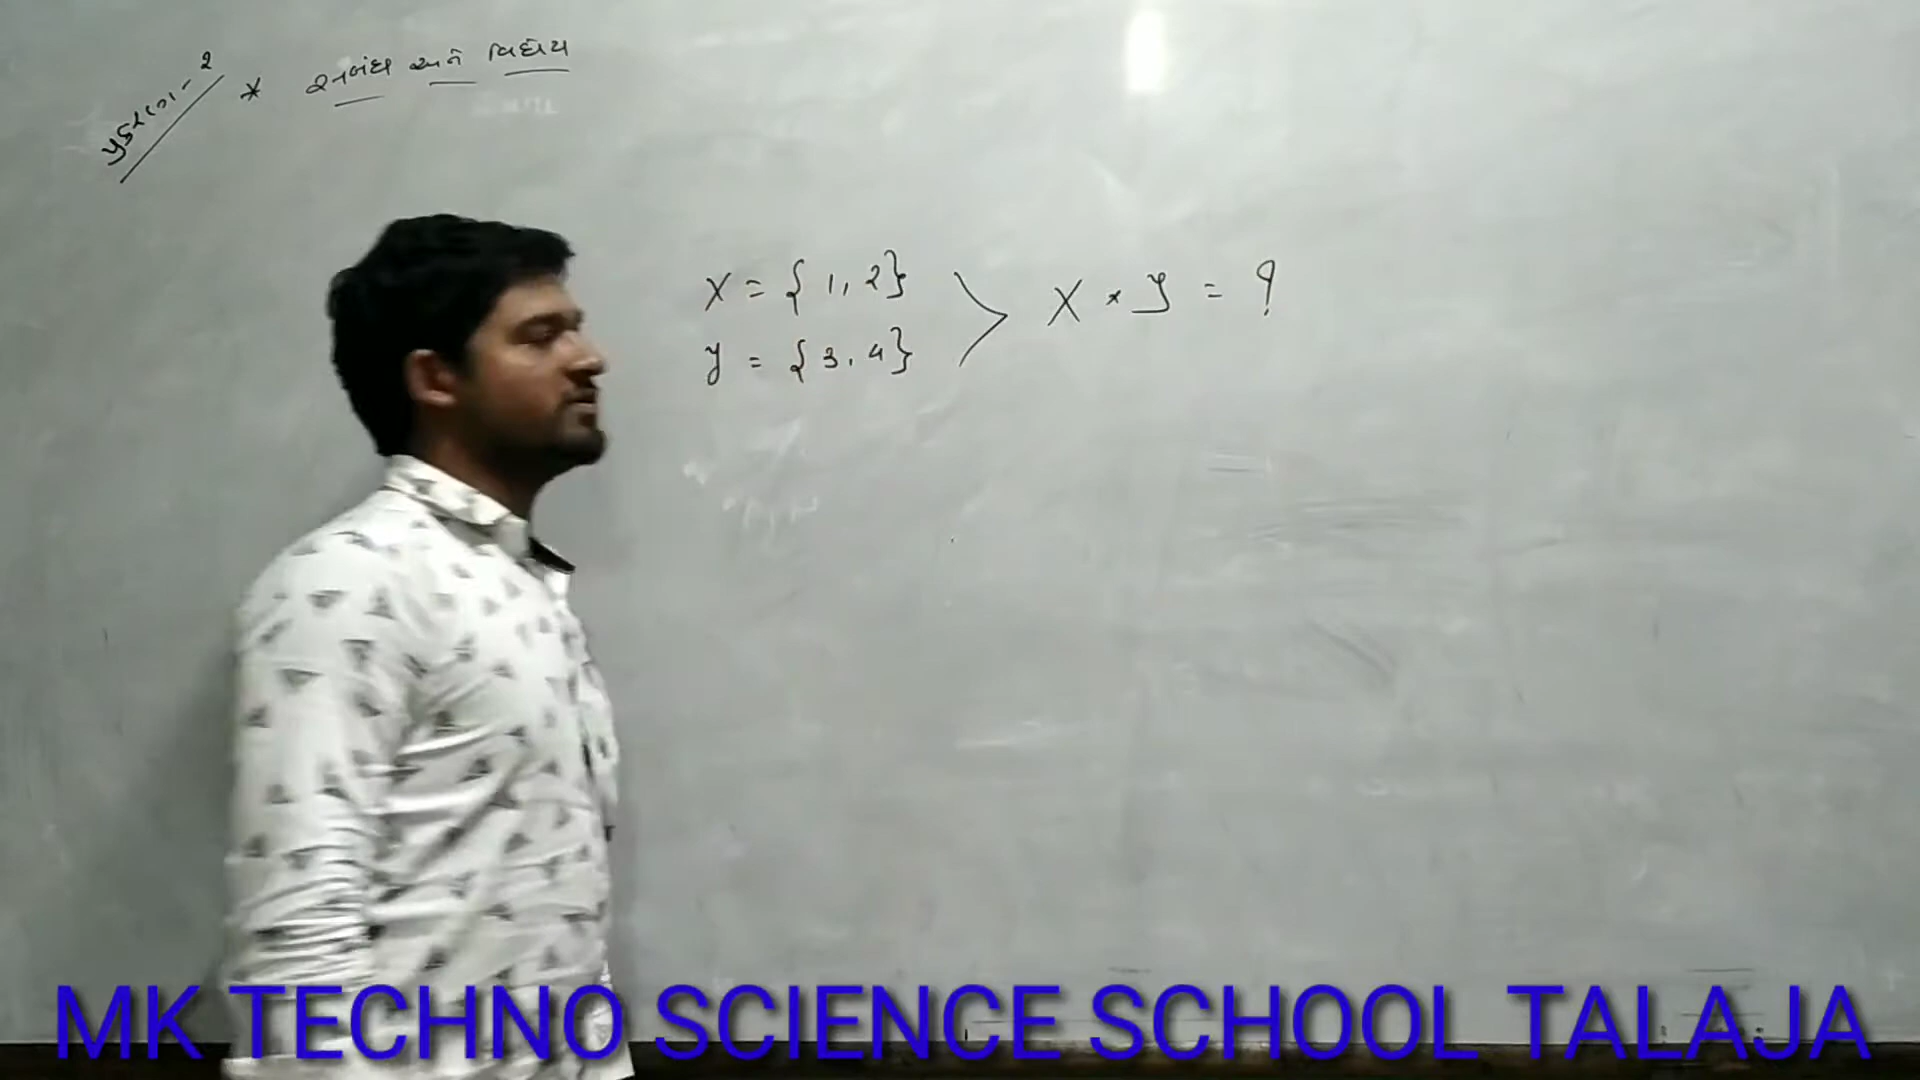 પ્રકરણ-2 * સંબંધ અને વિધેય
X = {1, 2}
y = {3, 4}
X * y = ?
MK TECHNO SCIENCE SCHOOL TALAJA